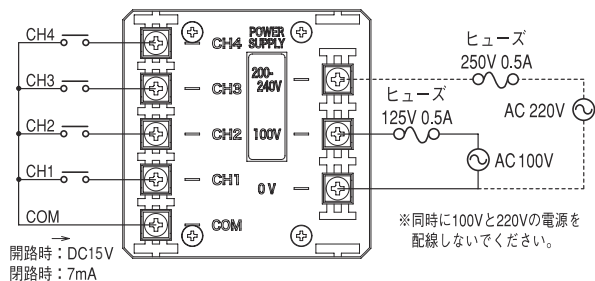 CH4
CH3
CH2
CH1
COM
開路時：DC15V
閉路時：7mA
CH4
CH3
CH2
CH1
COM
POWER
SUPPLY
200-
240V
100V
0 V
ヒューズ
250V 0.5A
AC 220V
ヒューズ
125V 0.5A
AC 100V
※同時に100Vと220Vの電源を
配線しないでください。